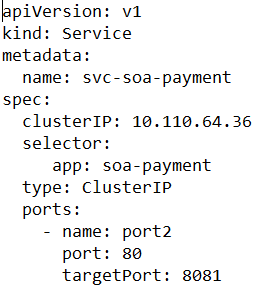 apiVersion: v1
kind: Service
metadata:
  name: svc-soa-payment
spec:
  clusterIP: 10.110.64.36
  selector:
     app: soa-payment
  type: ClusterIP
  ports:
    - name: port2
      port: 80
      targetPort: 8081